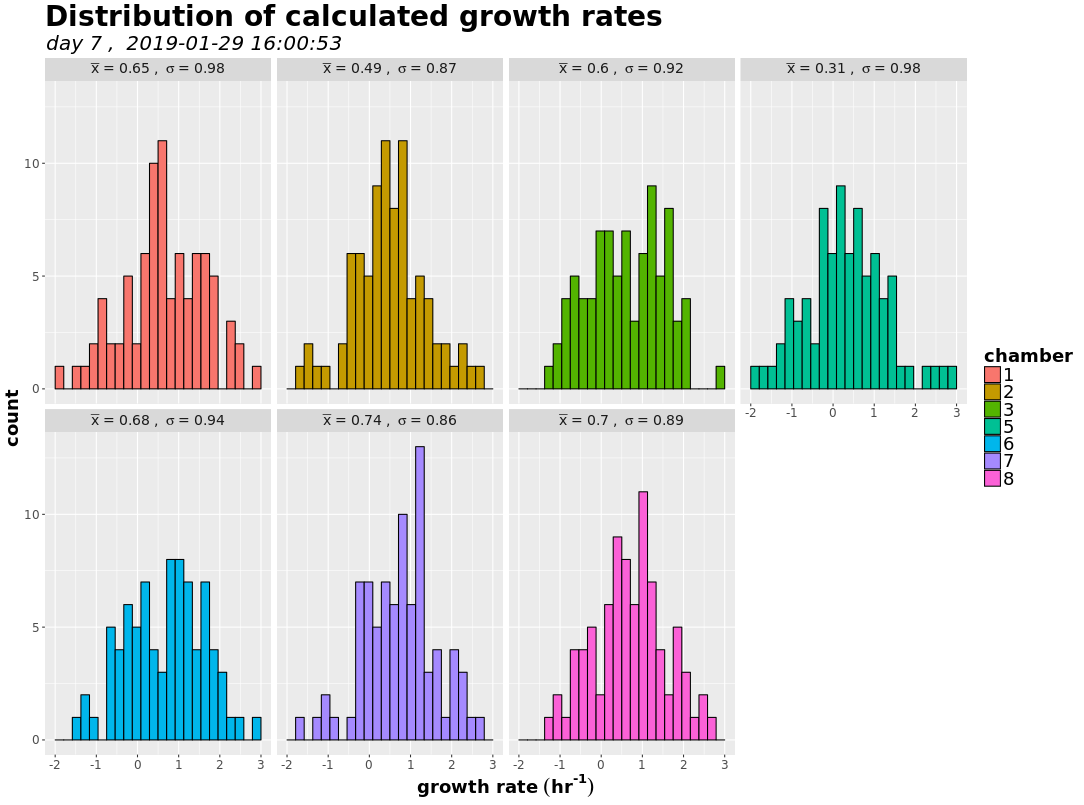 Distribution of calculated growth rates
day 7 ,  2019-01-29 16:00:53
x̅ = 0.65 ,  σ = 0.98
x̅ = 0.49 ,  σ = 0.87
x̅ = 0.6 ,  σ = 0.92
x̅ = 0.31 ,  σ = 0.98
10
5
0
-2 -1 0 1 2 3
count
chamber
1
2
3
5
6
7
8
x̅ = 0.68 ,  σ = 0.94
x̅ = 0.74 ,  σ = 0.86
x̅ = 0.7 ,  σ = 0.89
10
5
0
-2 -1 0 1 2 3
-2 -1 0 1 2 3
-2 -1 0 1 2 3
growth rate (hr⁻¹)